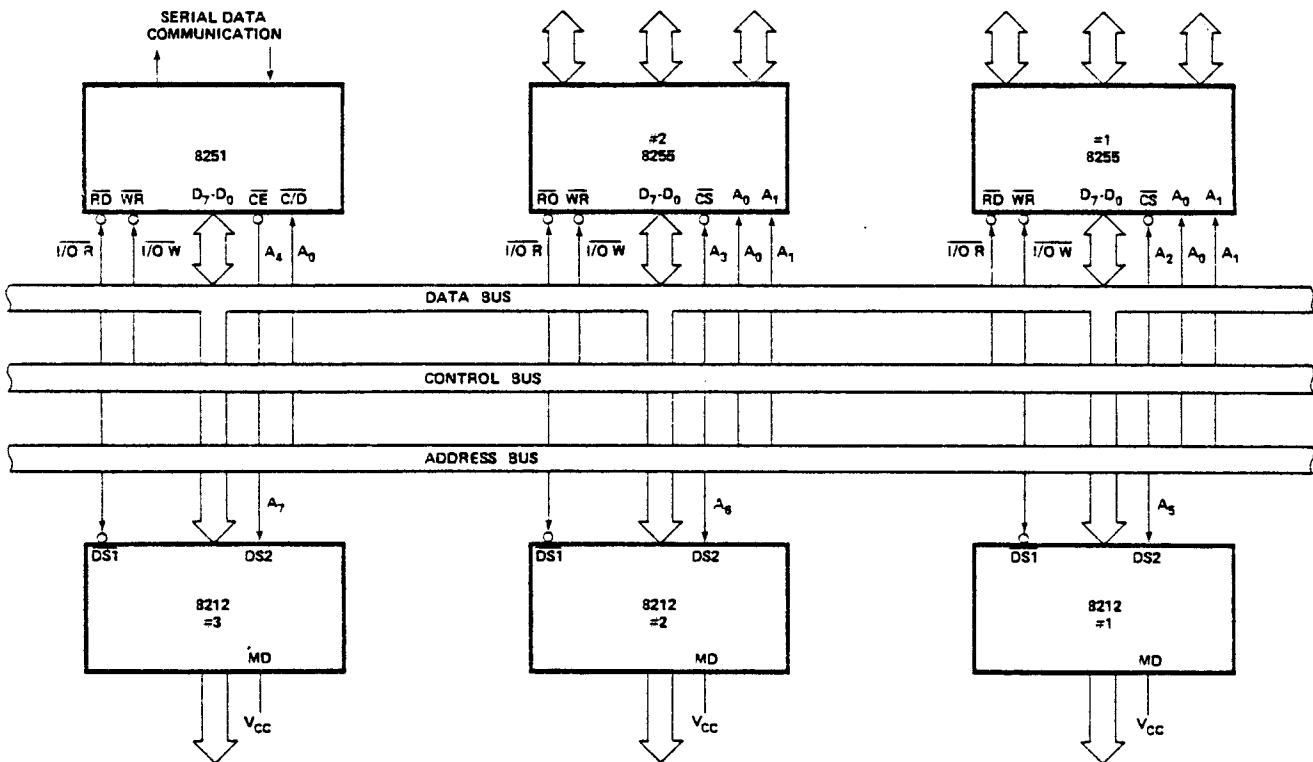 SERIAL DATA
COMMUNICATION
8251
RD WR D7-D0 CE C/D
I/O R I/O W A4 A0
#2
8255
RD WR D7-D0 CS A0 A1
I/O R I/O W A3 A0 A1
#1
8255
RD WR D7-D0 CS A0 A1
I/O R I/O W A2 A0 A1
DATA BUS
CONTROL BUS
ADDRESS BUS
A7
DS1 DS2
8212
#3
MD
VCC
A6
DS1 DS2
8212
#2
MD
VCC
A5
DS1 DS2
8212
#1
MD
VCC